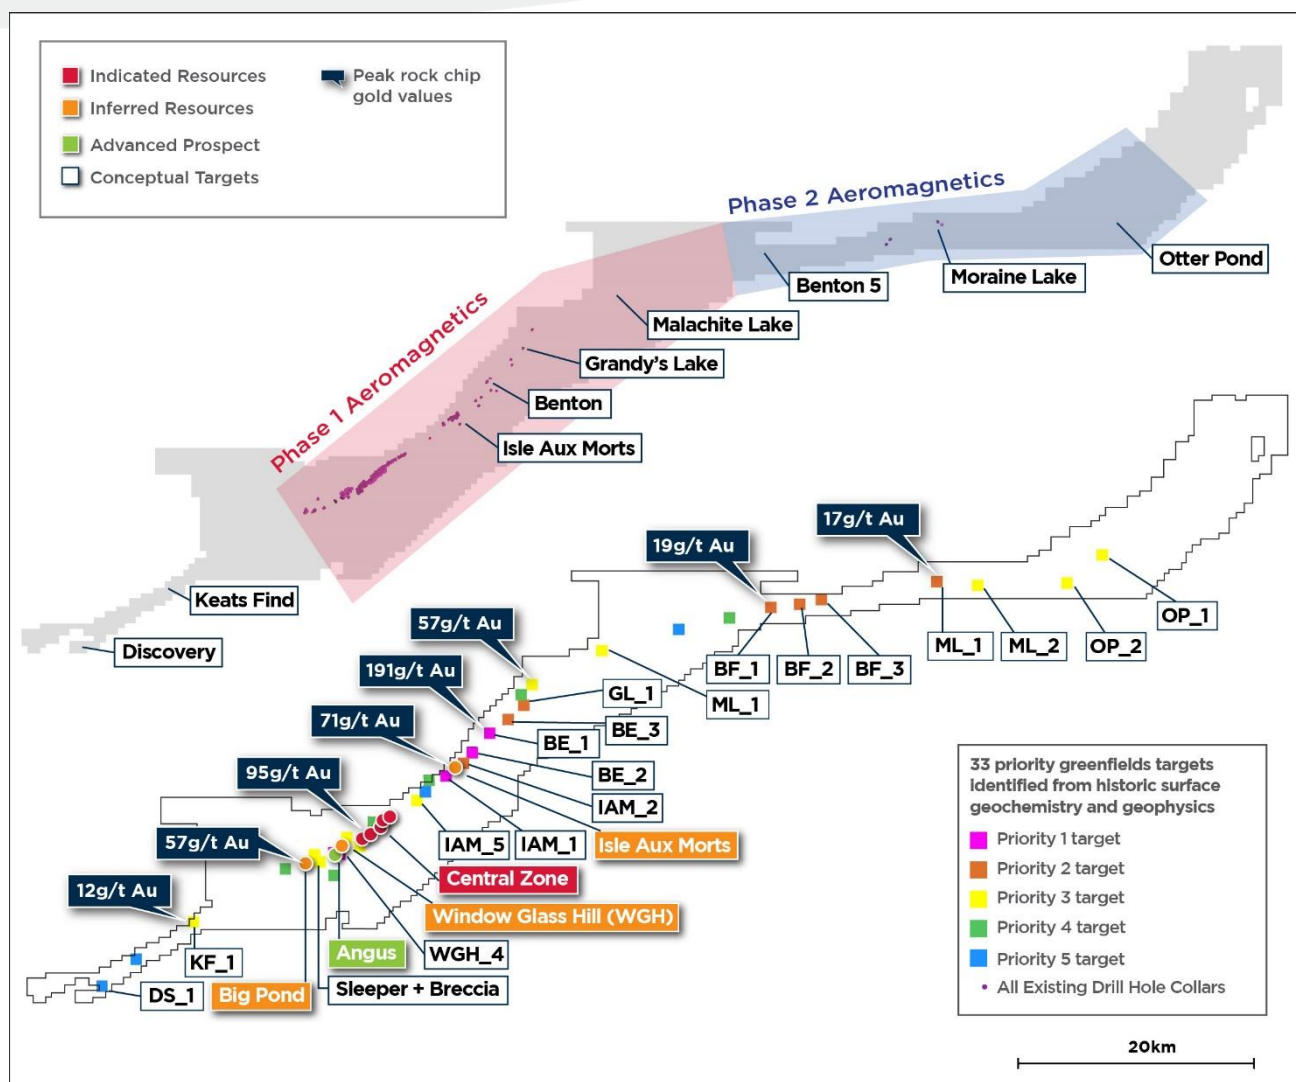 Indicated Resources
Inferred Resources
Advanced Prospect
Conceptual Targets
Peak rock chip
gold values
Phase 2 Aeromagnetics
Phase 1 Aeromagnetics
Otter Pond
Moraine Lake
Benton 5
Malachite Lake
Grandy's Lake
Benton
Isle Aux Morts
Keats Find
Discovery
17g/t Au
19g/t Au
57g/t Au
191g/t Au
71g/t Au
95g/t Au
57g/t Au
12g/t Au
OP_1
OP_2
ML_2
ML_1
BF_3
BF_2
BF_1
ML_1
GL_1
BE_3
BE_1
BE_2
IAM_2
Isle Aux Morts
IAM_1
IAM_5
Central Zone
Window Glass Hill (WGH)
WGH_4
Angus
Sleeper + Breccia
Big Pond
KF_1
DS_1
33 priority greenfields targets
identified from historic surface
geochemistry and geophysics
Priority 1 target
Priority 2 target
Priority 3 target
Priority 4 target
Priority 5 target
All Existing Drill Hole Collars
20km